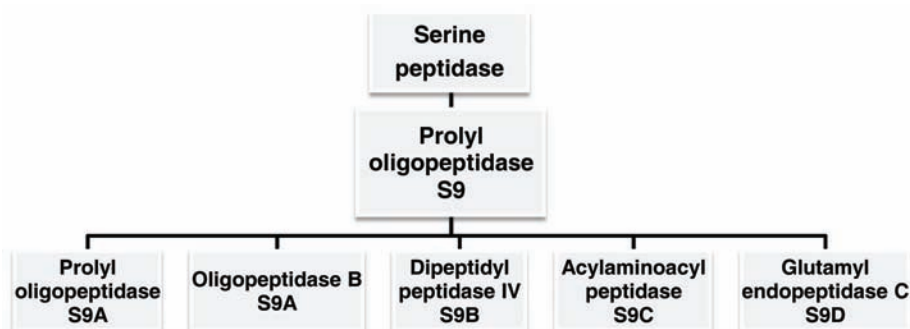 Serine
peptidase
Prolyl
oligopeptidase
S9
Prolyl
oligopeptidase
S9A
Oligopeptidase B
S9A
Dipeptidyl
peptidase IV
S9B
Acylaminoacyl
peptidase
S9C
Glutamyl
endopeptidase C
S9D